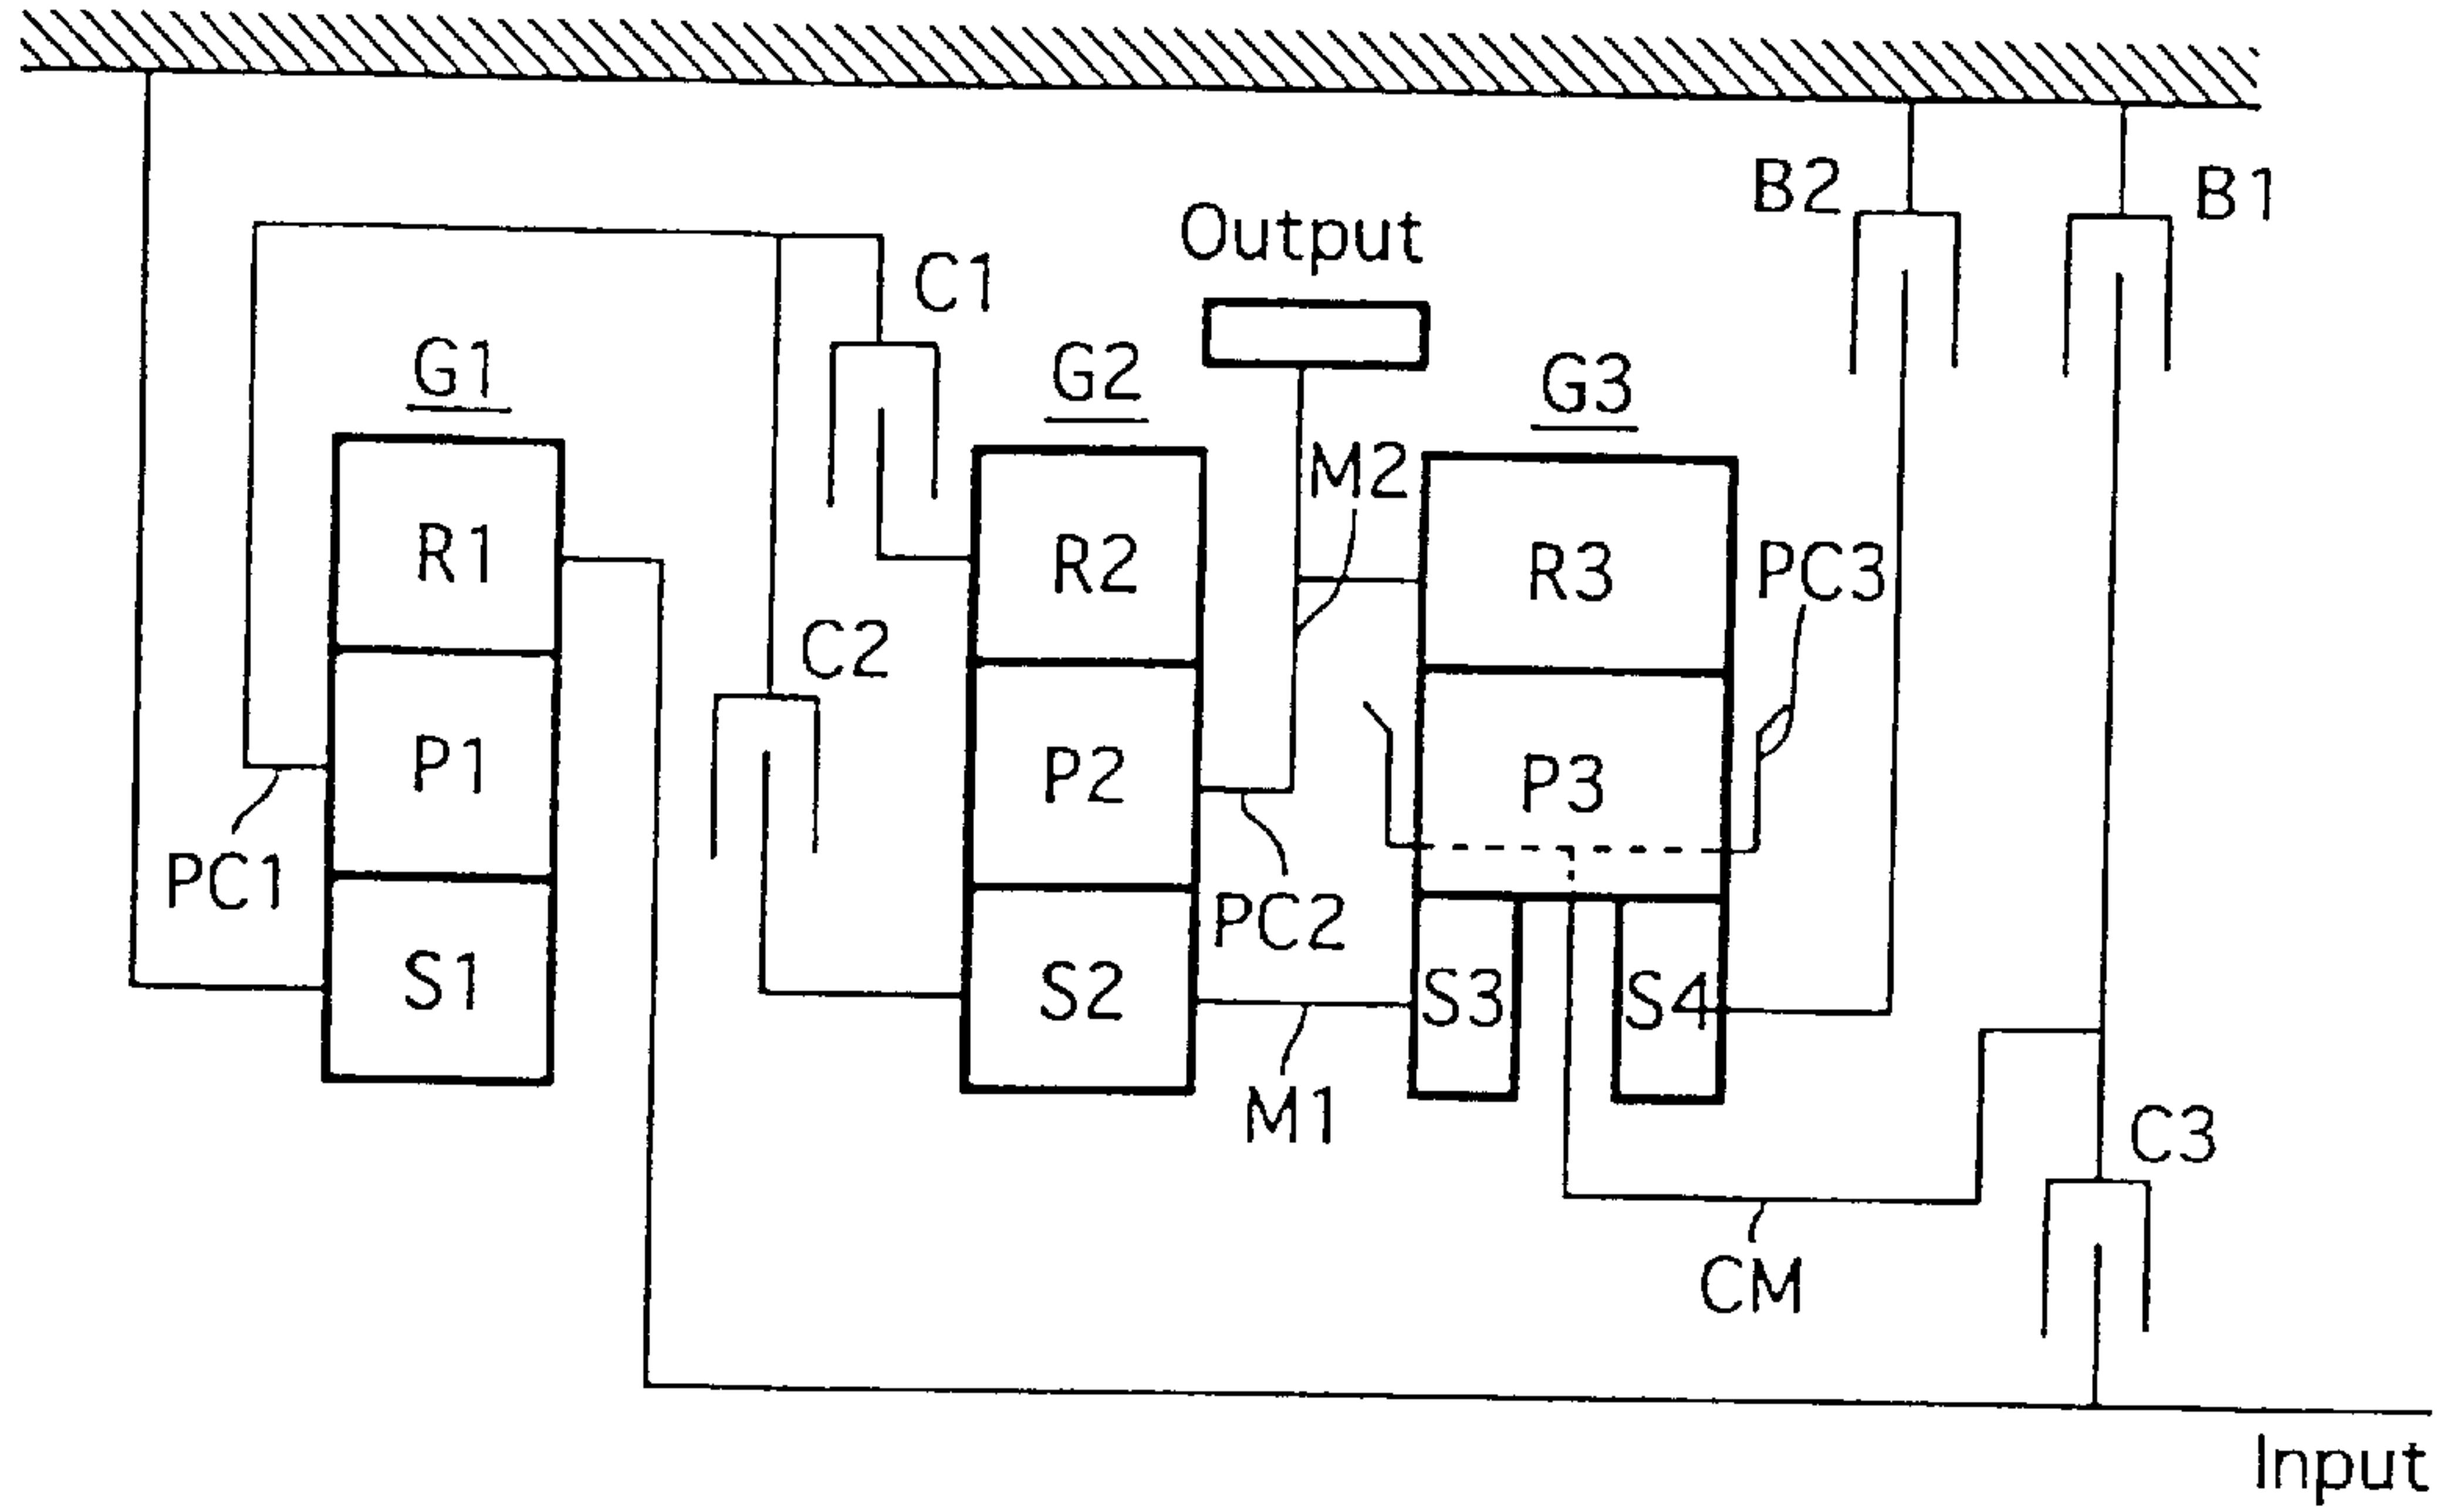 B2
B1
Output
C1
G1
G2
G3
M2
R1
R2
R3
PC3
C2
P1
P2
P3
PC1
PC2
S1
S2
S3
S4
M1
C3
CM
Input